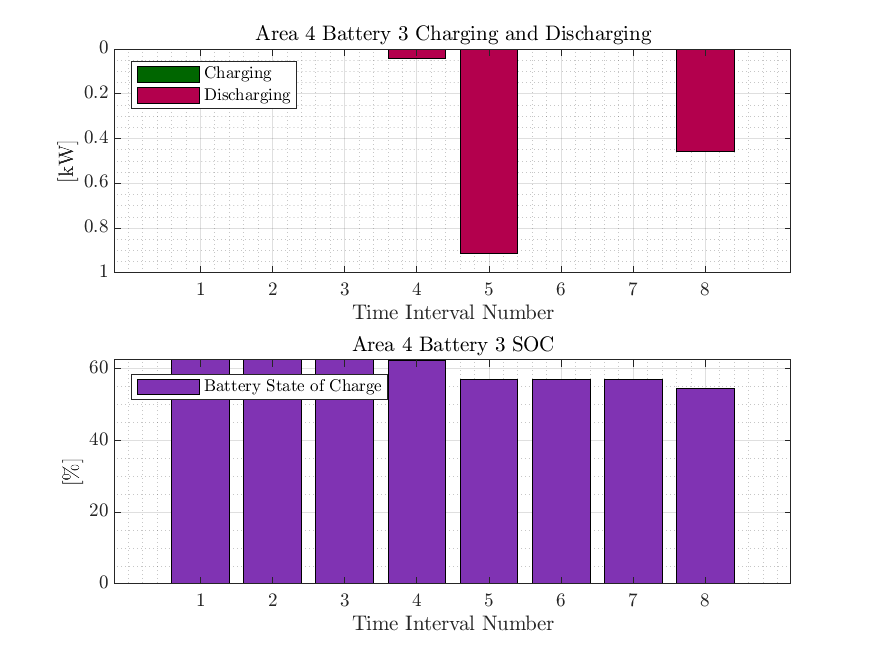 Area 4 Battery 3 Charging and Discharging
0
0.2
0.4
0.6
0.8
1
[kW]
Charging
Discharging
1 2 3 4 5 6 7 8
Time Interval Number
Area 4 Battery 3 SOC
60
40
20
0
[%]
Battery State of Charge
1 2 3 4 5 6 7 8
Time Interval Number